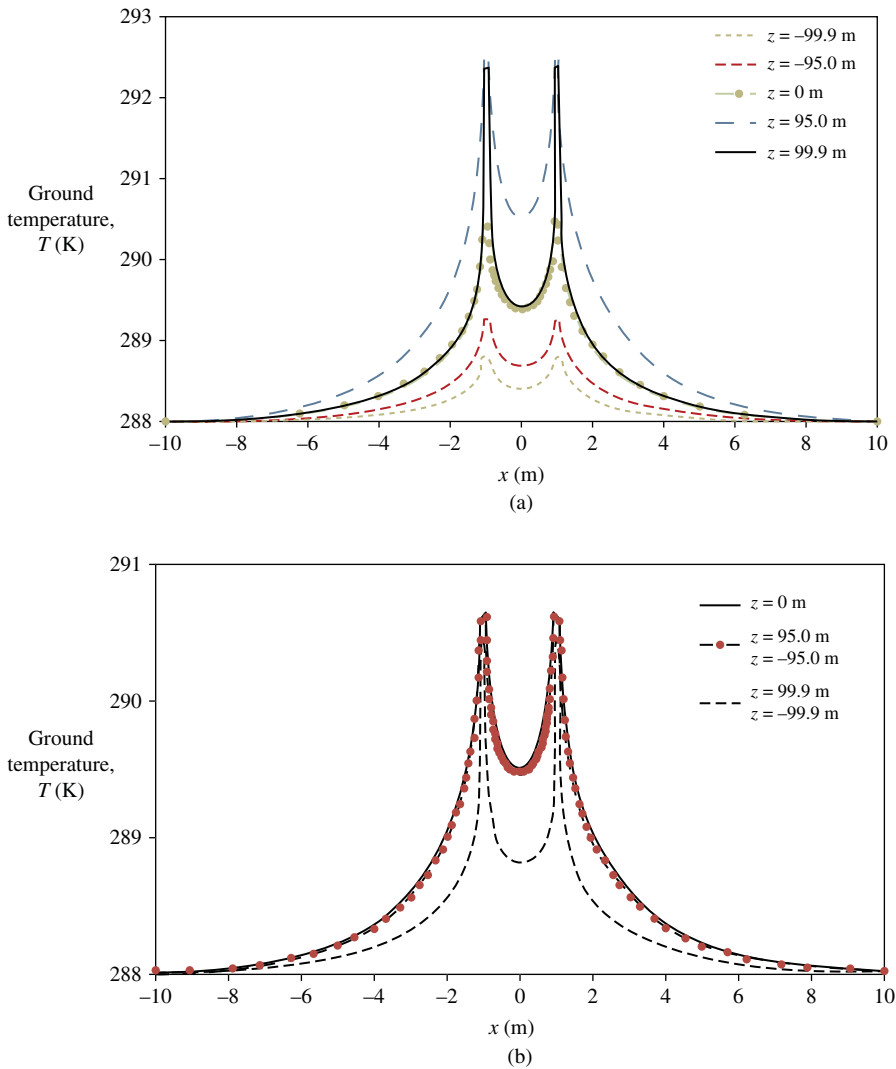 293
292
291
290
289
288
Ground
temperature,
T (K)
z = –99.9 m
z = –95.0 m
z = 0 m
z = 95.0 m
z = 99.9 m
–10 –8 –6 –4 –2 0 2 4 6 8 10
x (m)
(a)
291
290
289
288
Ground
temperature,
T (K)
z = 0 m
z = 95.0 m
z = –95.0 m
z = 99.9 m
z = –99.9 m
–10 –8 –6 –4 –2 0 2 4 6 8 10
x (m)
(b)